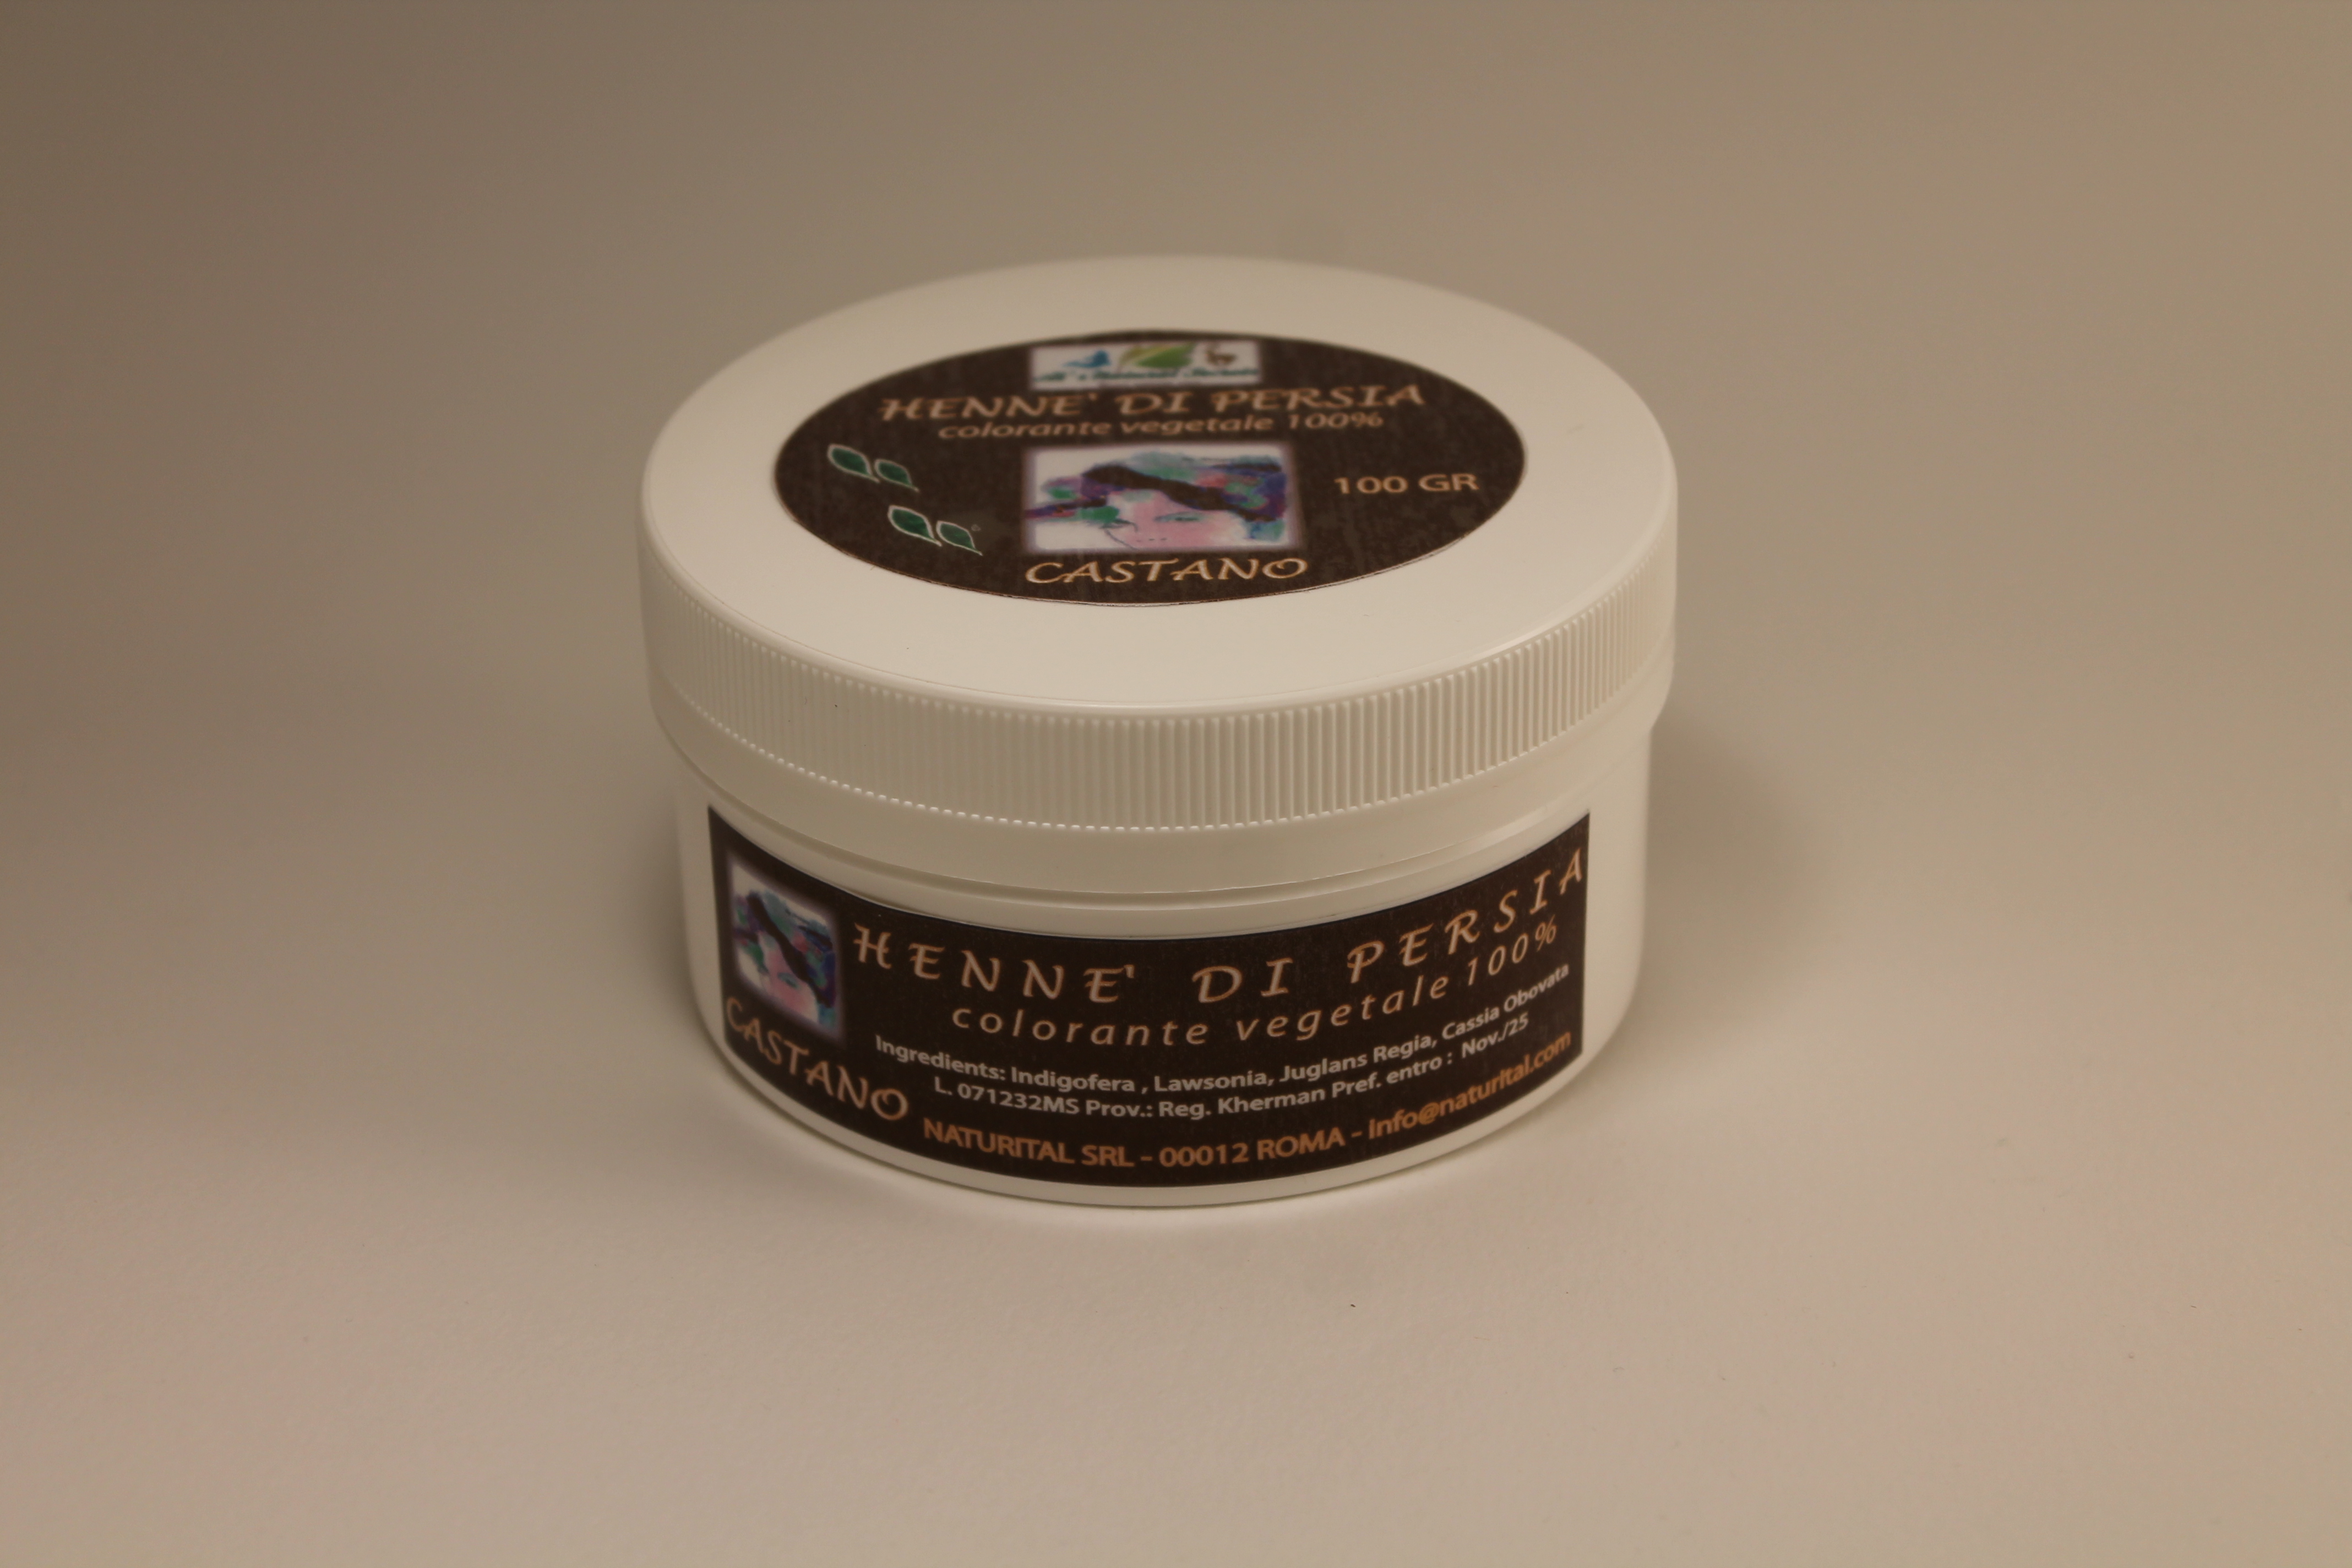 HENNE' DI PERSIA
colorante vegetale 100%
100 GR
CASTANO
HENNE' DI PERSIA
colorante vegetale 100%
Ingredients: Indigofera , Lawsonia, Juglans Regia, Cassia Obovata
L. 071232MS Prov.: Reg. Kherman Pref. entro : Nov./25
CASTANO
NATURITAL SRL - 00012 ROMA - info@naturital.com